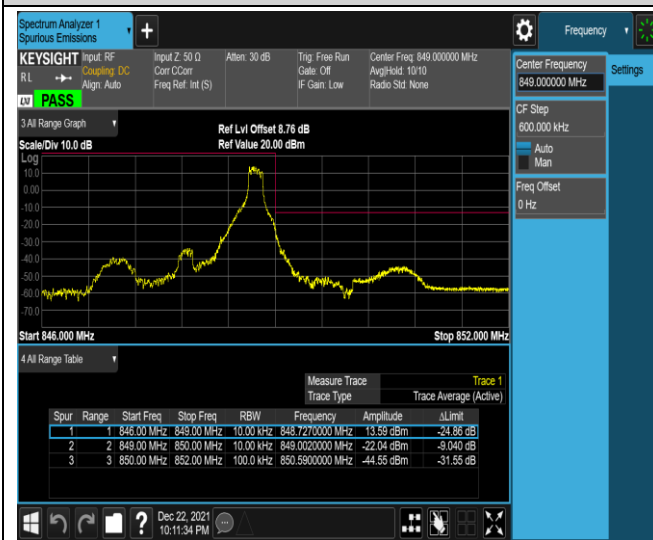 Spectrum Analyzer 1
Spurious Emissions
+
Frequency
KEYSIGHT Input: RF Input Z: 50 Ω Atten: 30 dB Trig: Free Run Center Freq: 849.000000 MHz
Coupling: DC Corr CCorr Gate: Off Avg|Hold: 10/10
RL Align: Auto Freq Ref: Int (S) IF Gain: Low Radio Std: None
LXI PASS
Center Frequency
849.000000 MHz
Settings
CF Step
600.000 kHz
Auto
Man
Freq Offset
0 Hz
3 All Range Graph
Ref Lvl Offset 8.76 dB
Scale/Div 10.0 dB Ref Value 20.00 dBm
Log
10.0
0.00
-10.0
-20.0
-30.0
-40.0
-50.0
-60.0
-70.0
Start 846.000 MHz Stop 852.000 MHz
4 All Range Table
Measure Trace Trace 1
Trace Type Trace Average (Active)
Spur Range Start Freq Stop Freq RBW Frequency Amplitude ΔLimit
1 1 846.00 MHz 849.00 MHz 10.00 kHz 848.7270000 MHz 13.59 dBm -24.86 dB
2 2 849.00 MHz 850.00 MHz 10.00 kHz 849.0020000 MHz -22.04 dBm -9.040 dB
3 3 850.00 MHz 852.00 MHz 100.0 kHz 850.5900000 MHz -44.55 dBm -31.55 dB
? Dec 22, 2021
10:11:34 PM